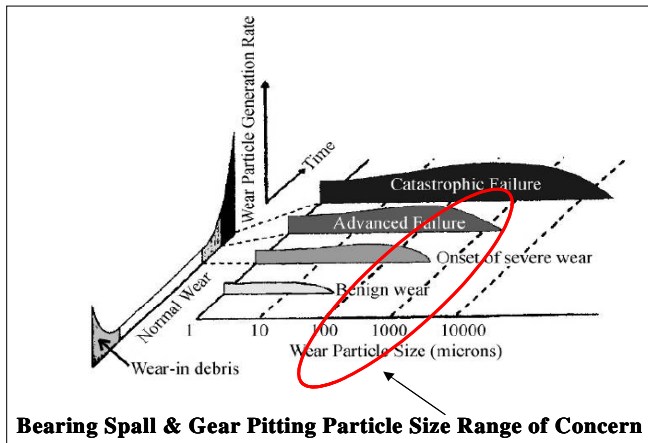 Wear Particle Generation Rate
Time
Catastrophic Failure
Advanced Failure
Onset of severe wear
Benign wear
Normal Wear
Wear-in debris
1 10 100 1000 10000
Wear Particle Size (microns)
Bearing Spall & Gear Pitting Particle Size Range of Concern